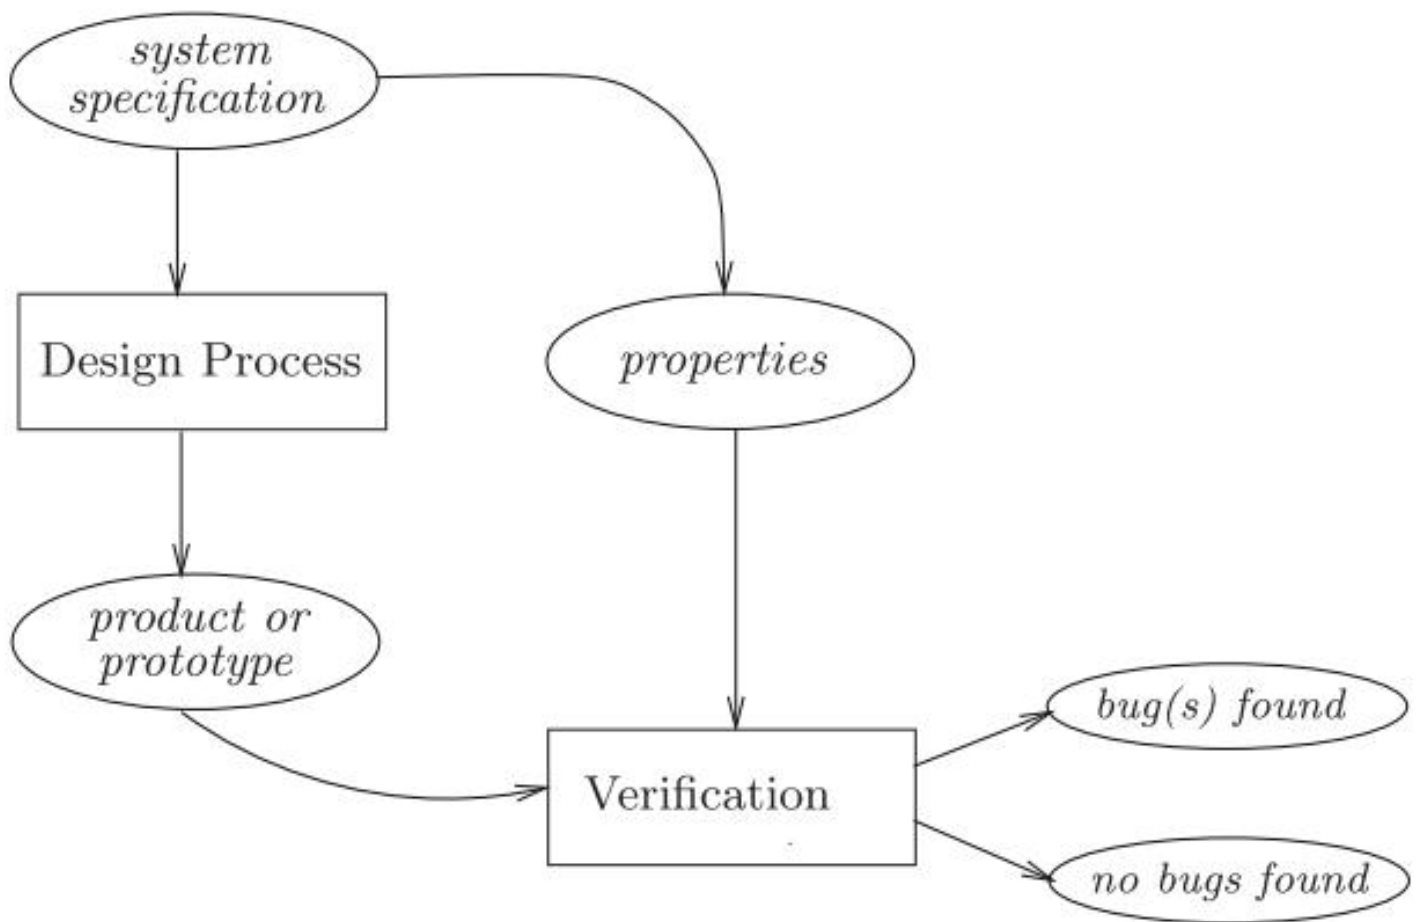 system
specification
Design Process
properties
product or
prototype
Verification
bug(s) found
no bugs found